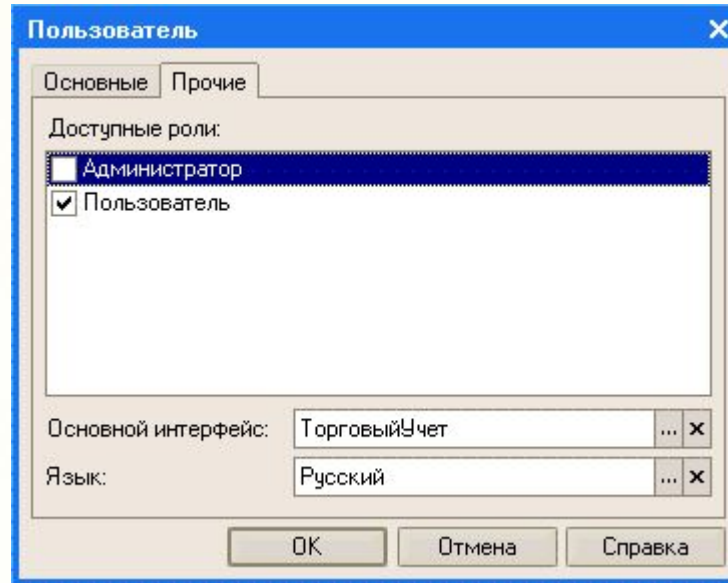 Пользователь
Основные Прочие
Доступные роли:
Администратор
Пользователь
Основной интерфейс: ТорговыйУчет ...
Язык: Русский ...
OK Отмена Справка